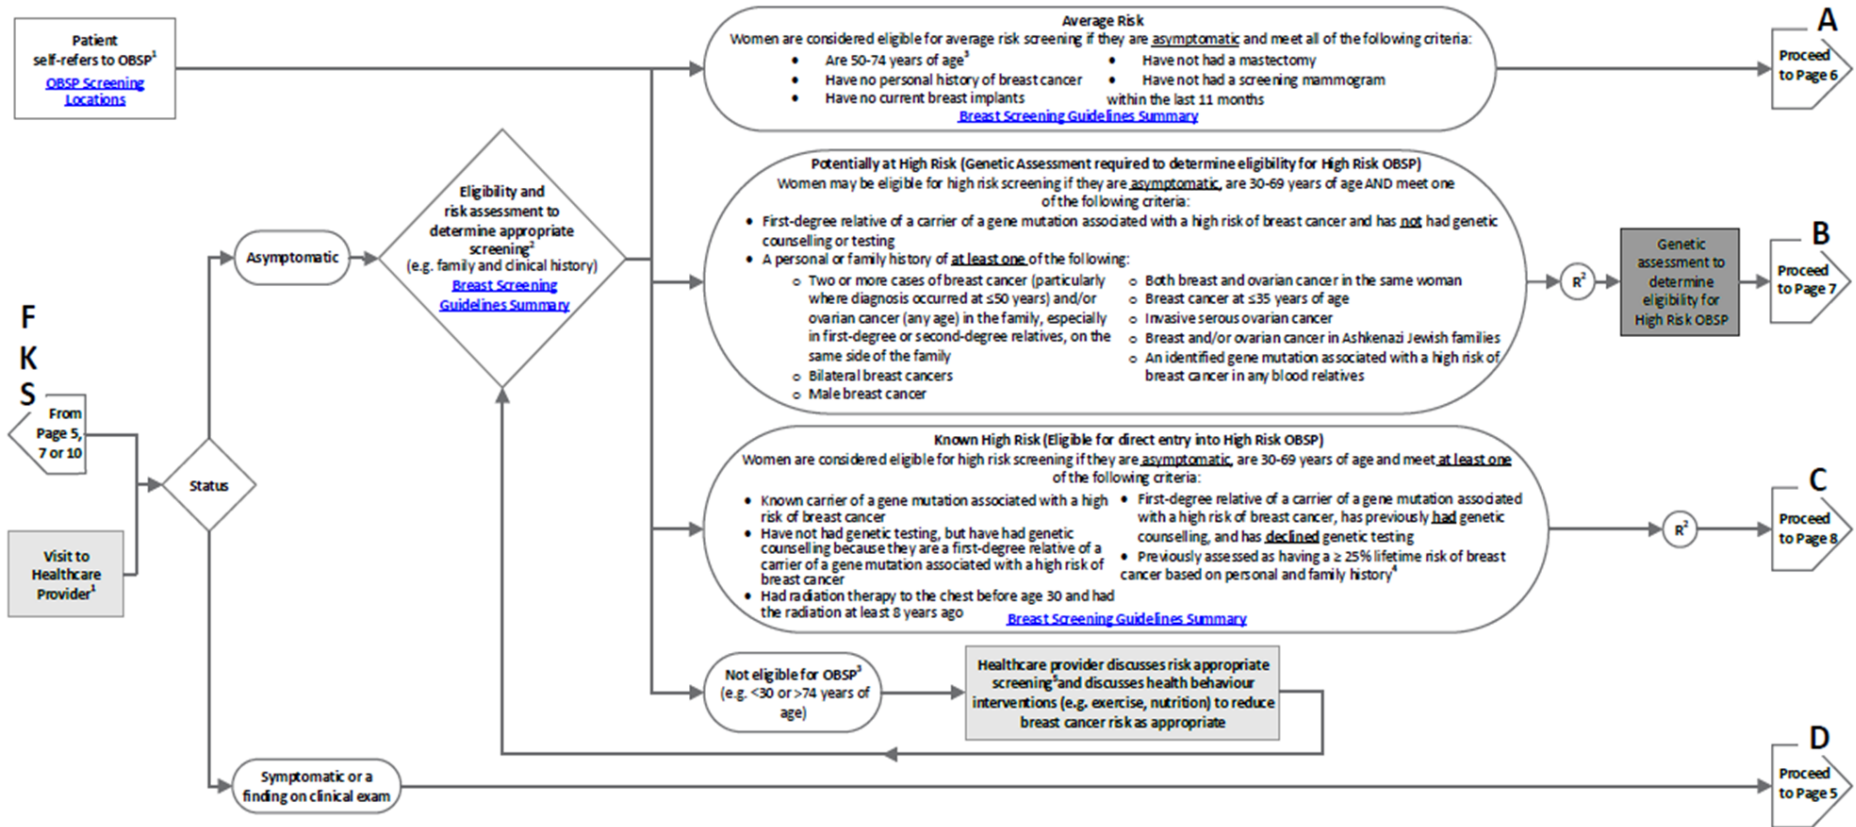 Patient
self-refers to OBSP¹
OBSP Screening
Locations
Average Risk
Women are considered eligible for average risk screening if they are asymptomatic and meet all of the following criteria:
• Are 50-74 years of age³
• Have no personal history of breast cancer
• Have no current breast implants
• Have not had a mastectomy
• Have not had a screening mammogram
within the last 11 months
Breast Screening Guidelines Summary
A
Proceed
to Page 6
Eligibility and
risk assessment to
determine appropriate
screening²
(e.g. family and clinical history)
Breast Screening
Guidelines Summary
Asymptomatic
Potentially at High Risk (Genetic Assessment required to determine eligibility for High Risk OBSP)
Women may be eligible for high risk screening if they are asymptomatic, are 30-69 years of age AND meet one
of the following criteria:
• First-degree relative of a carrier of a gene mutation associated with a high risk of breast cancer and has not had genetic
counselling or testing
• A personal or family history of at least one of the following:
o Two or more cases of breast cancer (particularly
where diagnosis occurred at ≤50 years) and/or
ovarian cancer (any age) in the family, especially
in first-degree or second-degree relatives, on the
same side of the family
o Bilateral breast cancers
o Male breast cancer
o Both breast and ovarian cancer in the same woman
o Breast cancer at ≤35 years of age
o Invasive serous ovarian cancer
o Breast and/or ovarian cancer in Ashkenazi Jewish families
o An identified gene mutation associated with a high risk of
breast cancer in any blood relatives
R²
Genetic
assessment to
determine
eligibility for
High Risk OBSP
B
Proceed
to Page 7
F
K
S
From
Page 5,
7 or 10
Status
Visit to
Healthcare
Provider¹
Known High Risk (Eligible for direct entry into High Risk OBSP)
Women are considered eligible for high risk screening if they are asymptomatic, are 30-69 years of age and meet at least one
of the following criteria:
• Known carrier of a gene mutation associated with a high
risk of breast cancer
• Have not had genetic testing, but have had genetic
counselling because they are a first-degree relative of a
carrier of a gene mutation associated with a high risk of
breast cancer
• Had radiation therapy to the chest before age 30 and had
the radiation at least 8 years ago
• First-degree relative of a carrier of a gene mutation associated
with a high risk of breast cancer, has previously had genetic
counselling, and has declined genetic testing
• Previously assessed as having a ≥ 25% lifetime risk of breast
cancer based on personal and family history⁴
Breast Screening Guidelines Summary
R²
C
Proceed
to Page 8
Not eligible for OBSP³
(e.g. <30 or >74 years of
age)
Healthcare provider discusses risk appropriate
screening⁵and discusses health behaviour
interventions (e.g. exercise, nutrition) to reduce
breast cancer risk as appropriate
Symptomatic or a
finding on clinical exam
D
Proceed
to Page 5